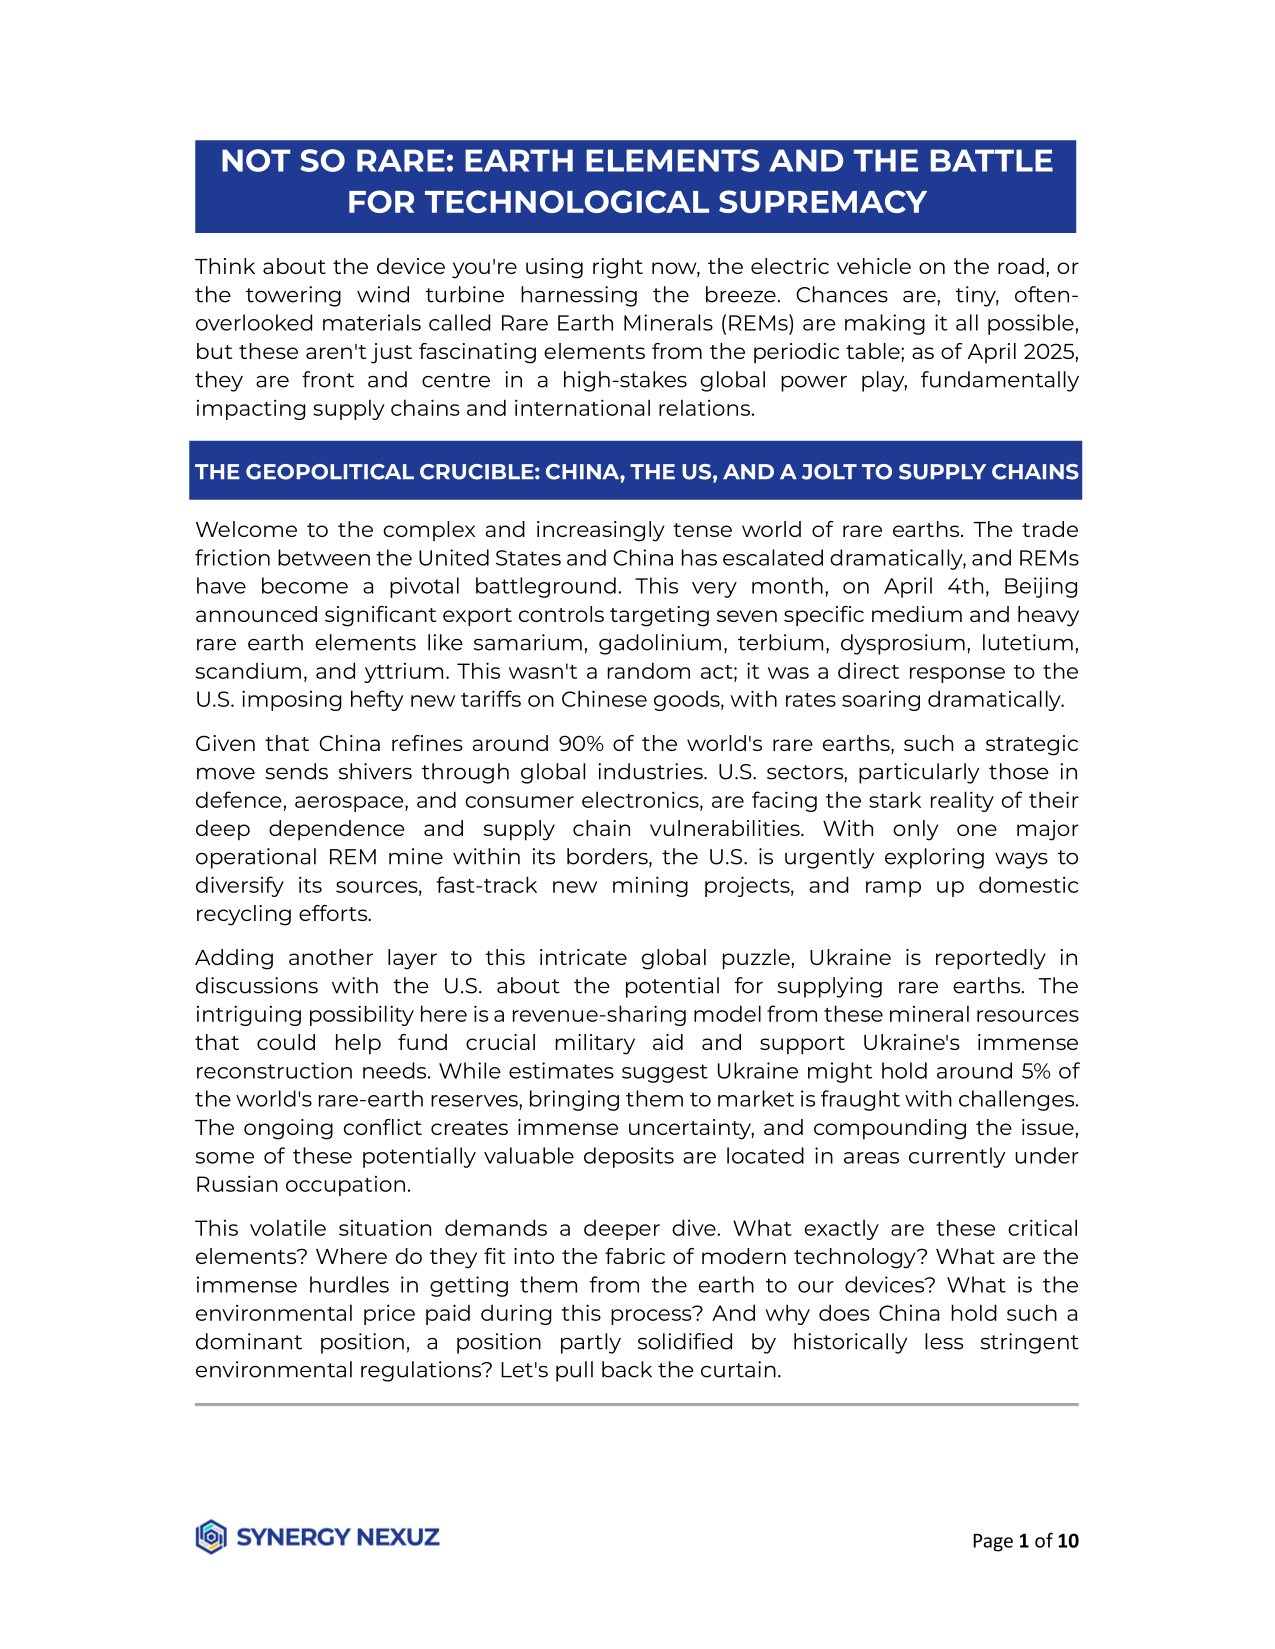 NOT SO RARE: EARTH ELEMENTS AND THE BATTLE
FOR TECHNOLOGICAL SUPREMACY
Think about the device you're using right now, the electric vehicle on the road, or
the towering wind turbine harnessing the breeze. Chances are, tiny, often-
overlooked materials called Rare Earth Minerals (REMs) are making it all possible,
but these aren't just fascinating elements from the periodic table; as of April 2025,
they are front and centre in a high-stakes global power play, fundamentally
impacting supply chains and international relations.
THE GEOPOLITICAL CRUCIBLE: CHINA, THE US, AND A JOLT TO SUPPLY CHAINS
Welcome to the complex and increasingly tense world of rare earths. The trade
friction between the United States and China has escalated dramatically, and REMs
have become a pivotal battleground. This very month, on April 4th, Beijing
announced significant export controls targeting seven specific medium and heavy
rare earth elements like samarium, gadolinium, terbium, dysprosium, lutetium,
scandium, and yttrium. This wasn't a random act; it was a direct response to the
U.S. imposing hefty new tariffs on Chinese goods, with rates soaring dramatically.
Given that China refines around 90% of the world's rare earths, such a strategic
move sends shivers through global industries. U.S. sectors, particularly those in
defence, aerospace, and consumer electronics, are facing the stark reality of their
deep dependence and supply chain vulnerabilities. With only one major
operational REM mine within its borders, the U.S. is urgently exploring ways to
diversify its sources, fast-track new mining projects, and ramp up domestic
recycling efforts.
Adding another layer to this intricate global puzzle, Ukraine is reportedly in
discussions with the U.S. about the potential for supplying rare earths. The
intriguing possibility here is a revenue-sharing model from these mineral resources
that could help fund crucial military aid and support Ukraine's immense
reconstruction needs. While estimates suggest Ukraine might hold around 5% of
the world's rare-earth reserves, bringing them to market is fraught with challenges.
The ongoing conflict creates immense uncertainty, and compounding the issue,
some of these potentially valuable deposits are located in areas currently under
Russian occupation.
This volatile situation demands a deeper dive. What exactly are these critical
elements? Where do they fit into the fabric of modern technology? What are the
immense hurdles in getting them from the earth to our devices? What is the
environmental price paid during this process? And why does China hold such a
dominant position, a position partly solidified by historically less stringent
environmental regulations? Let's pull back the curtain.
SYNERGY NEXUZ
Page 1 of 10